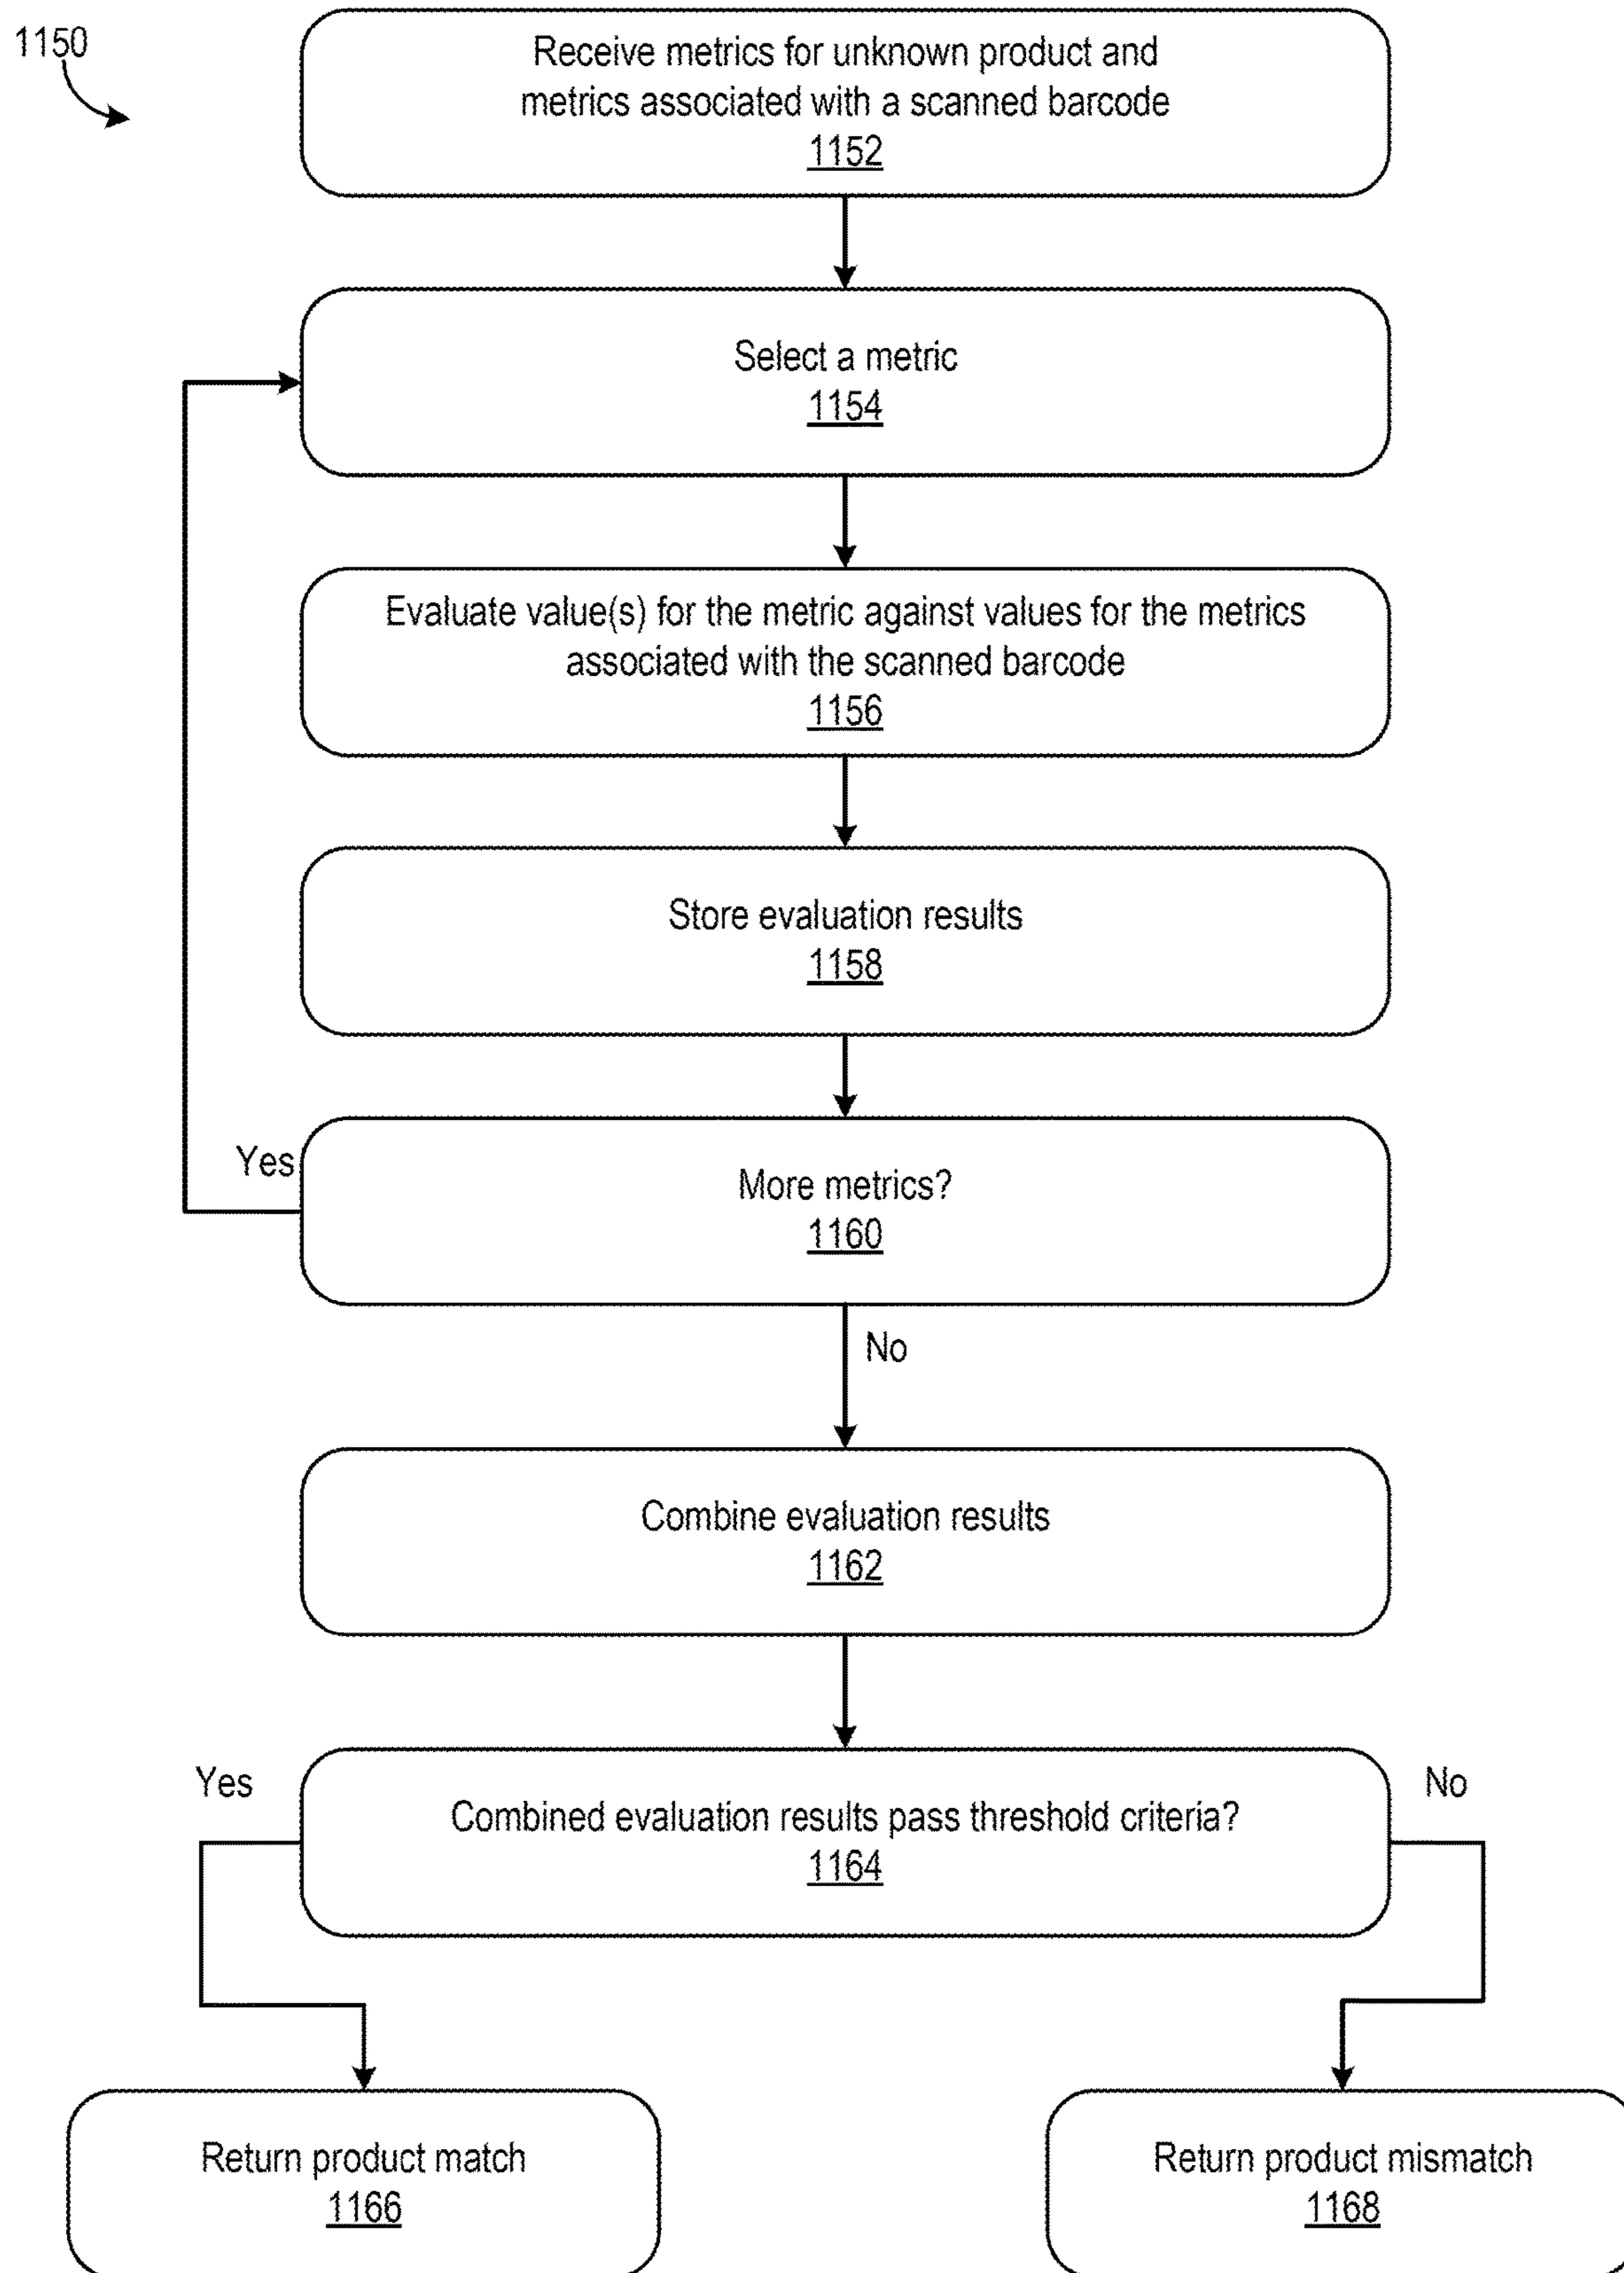 1150
Receive metrics for unknown product and
metrics associated with a scanned barcode
1152
Select a metric
1154
Evaluate value(s) for the metric against values for the metrics
associated with the scanned barcode
1156
Store evaluation results
1158
Yes
More metrics?
1160
No
Combine evaluation results
1162
Yes
No
Combined evaluation results pass threshold criteria?
1164
Return product match
1166
Return product mismatch
1168